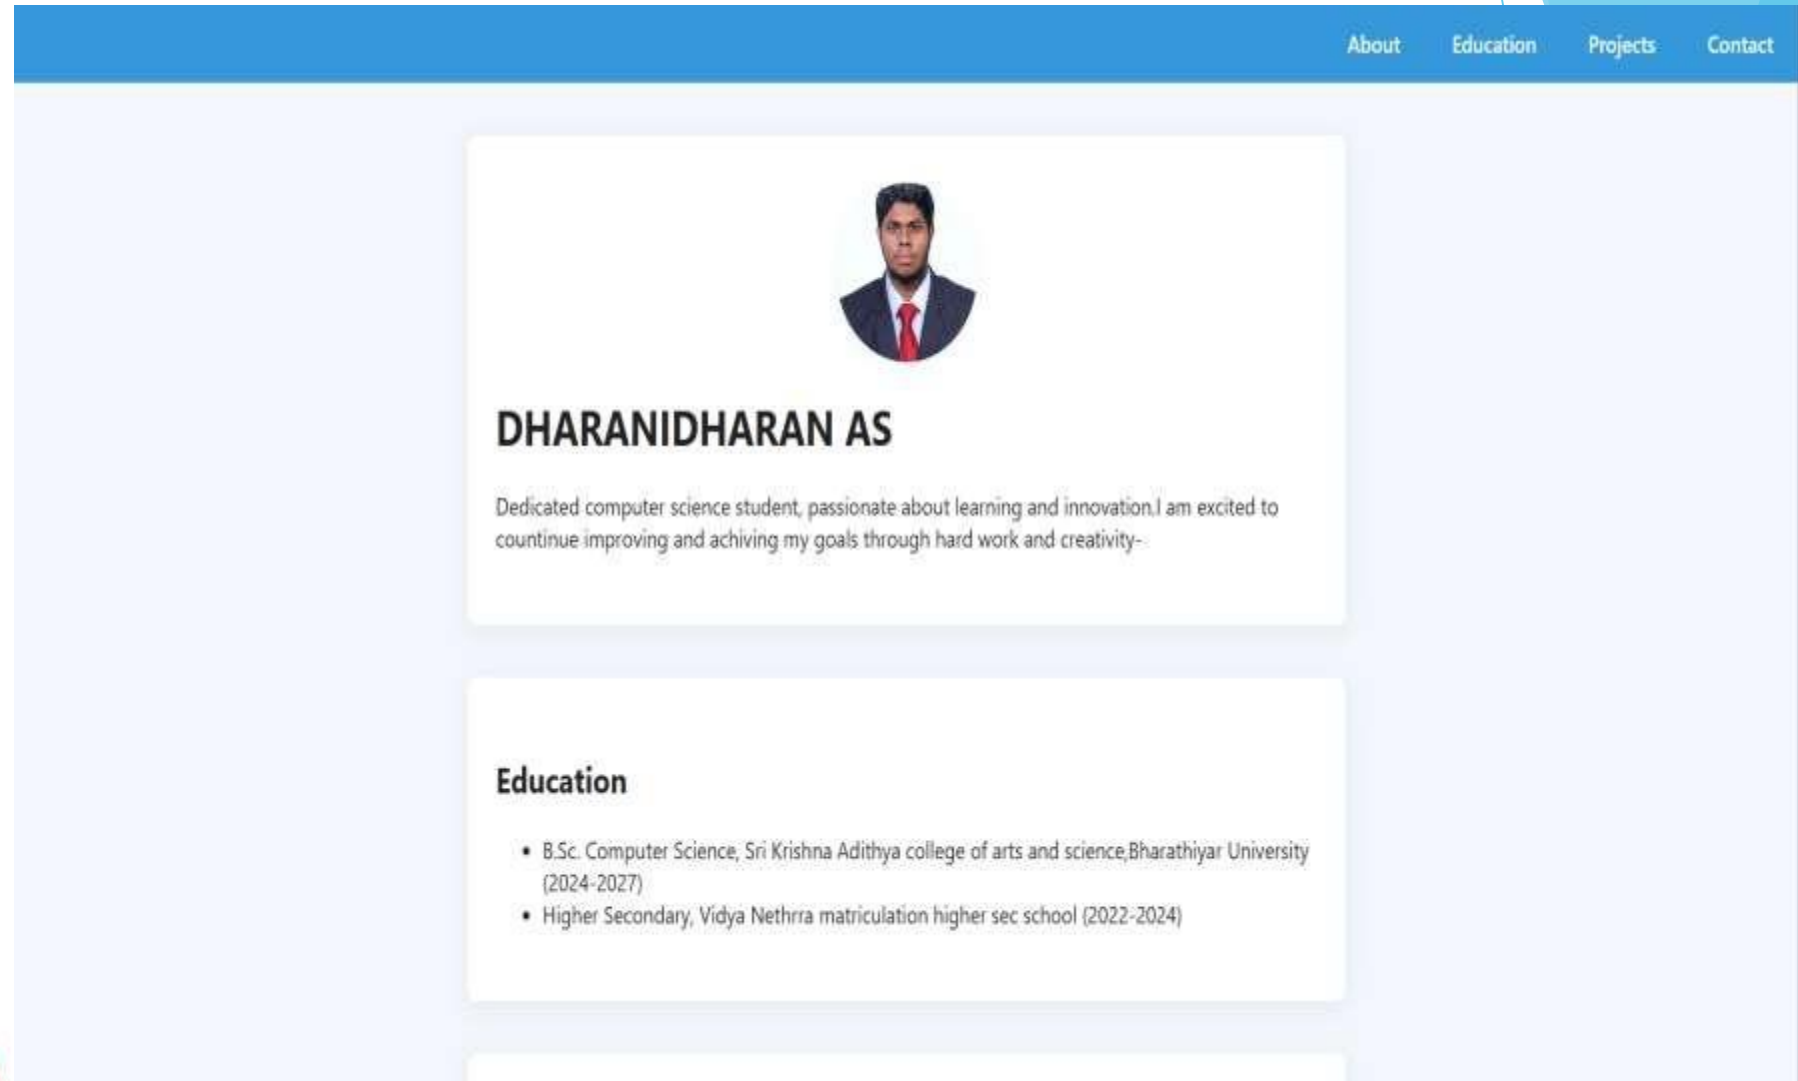 About Education Projects Contact
DHARANIDHARAN AS
Dedicated computer science student, passionate about learning and innovation.I am excited to
countinue improving and achiving my goals through hard work and creativity-
Education
• B.Sc. Computer Science, Sri Krishna Adithya college of arts and science,Bharathiyar University
(2024-2027)
• Higher Secondary, Vidya Nethrra matriculation higher sec school (2022-2024)